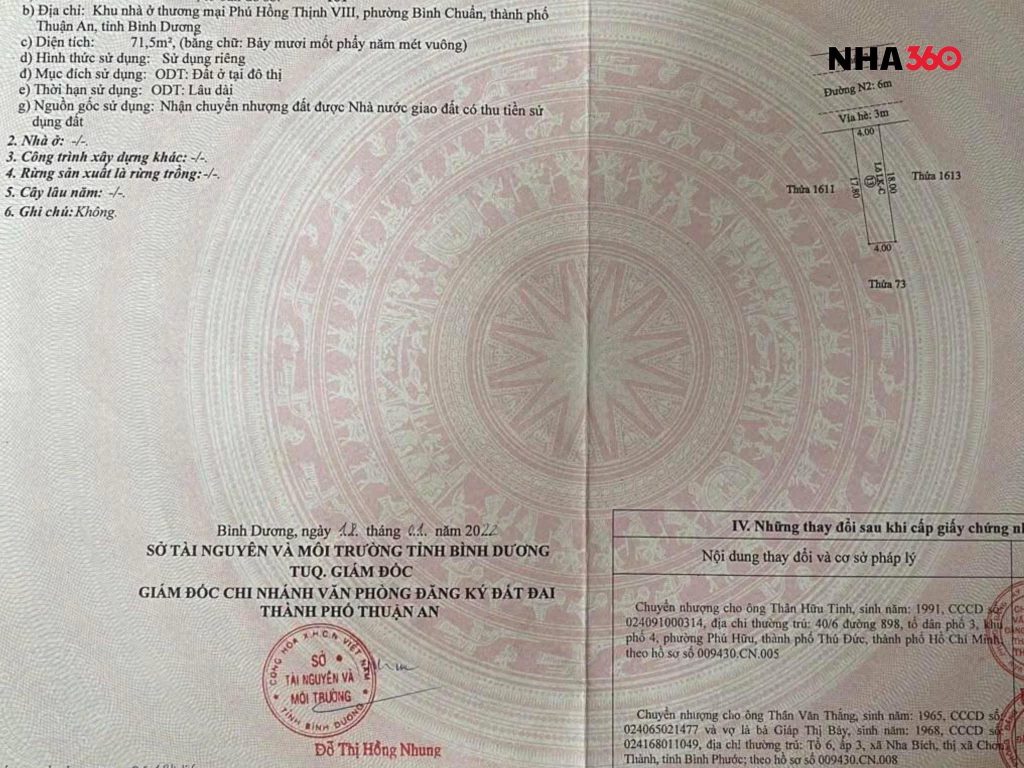 b) Địa chỉ: Khu nhà ở thương mại Phú Hồng Thịnh VIII, phường Bình Chuẩn, thành phố
Thuận An, tỉnh Bình Dương
c) Diện tích: 71,5m², (bằng chữ: Bảy mươi mốt phẩy năm mét vuông)
d) Hình thức sử dụng: Sử dụng riêng
đ) Mục đích sử dụng: ODT: Đất ở tại đô thị
e) Thời hạn sử dụng: ODT: Lâu dài
g) Nguồn gốc sử dụng: Nhận chuyển nhượng đất được Nhà nước giao đất có thu tiền sử
dụng đất
2. Nhà ở: -/-.
3. Công trình xây dựng khác: -/-.
4. Rừng sản xuất là rừng trồng: -/-.
5. Cây lâu năm: -/-.
6. Ghi chú: Không.
NHA360
Đường N2: 6m
Vỉa hè: 3m
4.00
Thửa 1611
17.80
Lô LK-C
13
18.00
Thửa 1613
4.00
Thửa 73
Bình Dương, ngày 18 tháng 01 năm 2022
SỞ TÀI NGUYÊN VÀ MÔI TRƯỜNG TỈNH BÌNH DƯƠNG
TUQ. GIÁM ĐỐC
GIÁM ĐỐC CHI NHÁNH VĂN PHÒNG ĐĂNG KÝ ĐẤT ĐAI
THÀNH PHỐ THUẬN AN
CỘNG HÒA X.H.C.N VIỆT NAM
SỞ
TÀI NGUYÊN VÀ
MÔI TRƯỜNG
TỈNH BÌNH DƯƠNG
Đỗ Thị Hồng Nhung
IV. Những thay đổi sau khi cấp giấy chứng
Nội dung thay đổi và cơ sở pháp lý
Chuyển nhượng cho ông Thân Hữu Tình, sinh năm: 1991, CCCD số:
024091000314, địa chỉ thường trú: 40/6 đường 898, tổ dân phố 3, khu
phố 4, phường Phú Hữu, thành phố Thủ Đức, thành phố Hồ Chí Minh;
theo hồ sơ số 009430.CN.005
Chuyển nhượng cho ông Thân Văn Thắng, sinh năm: 1965, CCCD số:
024065021477 và vợ là bà Giáp Thị Bảy, sinh năm: 1968, CCCD số:
024168011049, địa chỉ thường trú: Tổ 6, ấp 3, xã Nha Bích, thị xã Chơn
Thành, tỉnh Bình Phước; theo hồ sơ số 009430.CN.008